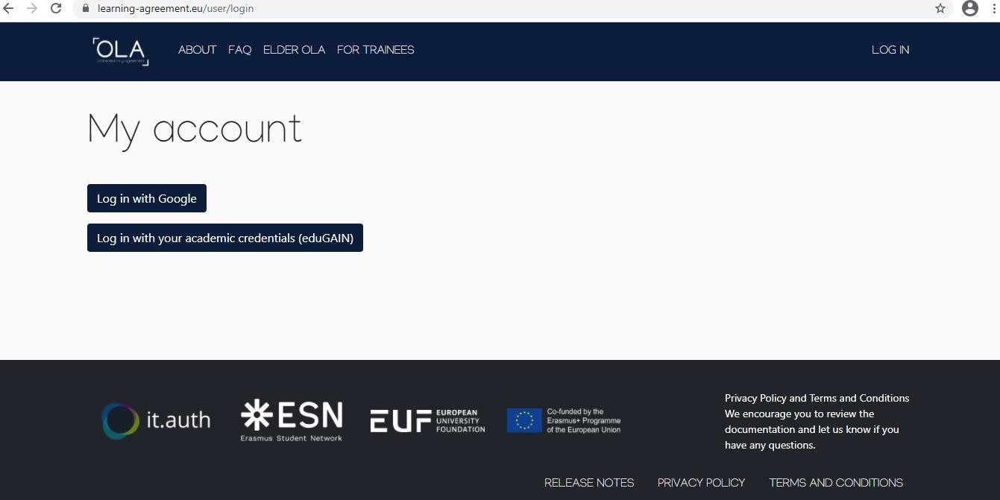 learning-agreement.eu/user/login
OLA
online learning agreement
ABOUT FAQ ELDER OLA FOR TRAINEES LOG IN
My account
Log in with Google
Log in with your academic credentials (eduGAIN)
it.auth
ESN
Erasmus Student Network
EUF
EUROPEAN
UNIVERSITY
FOUNDATION
Co-funded by the
Erasmus+ Programme
of the European Union
Privacy Policy and Terms and Conditions
We encourage you to review the
documentation and let us know if you
have any questions.
RELEASE NOTES PRIVACY POLICY TERMS AND CONDITIONS